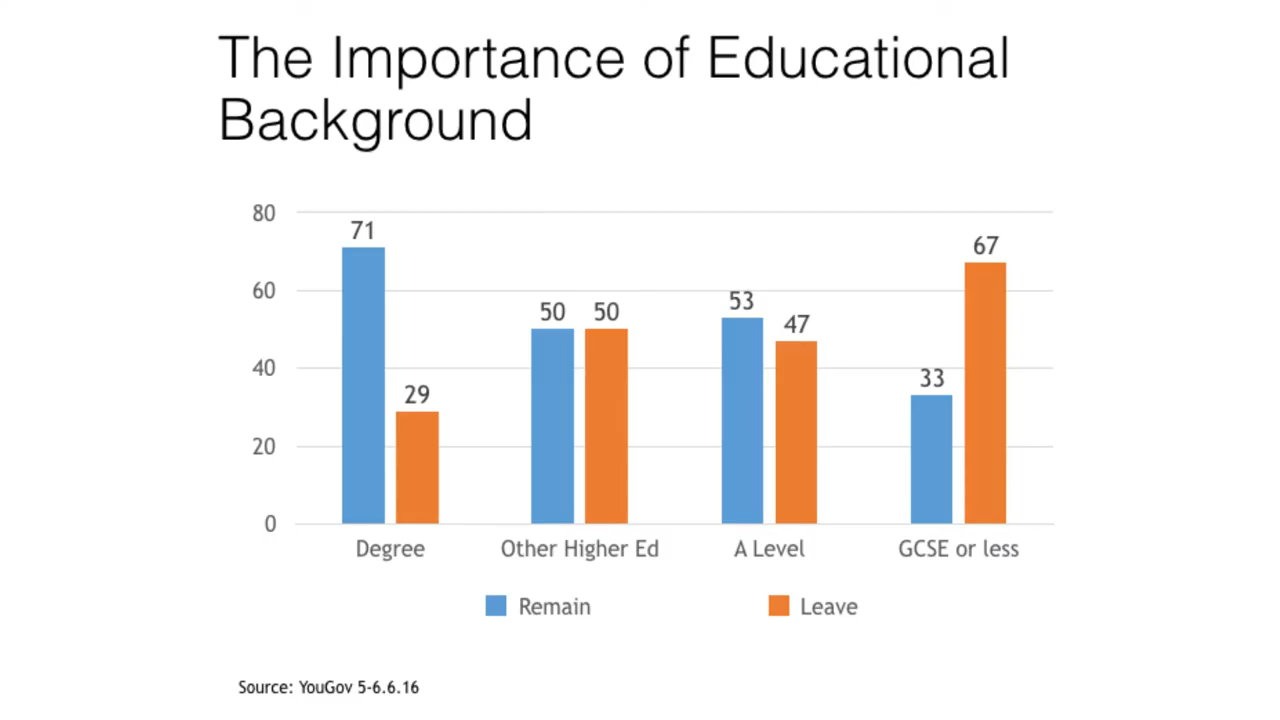 The Importance of Educational
Background
80
60
40
20
0
71
29
50
50
53
47
33
67
Degree
Other Higher Ed
A Level
GCSE or less
Remain
Leave
Source: YouGov 5-6.6.16